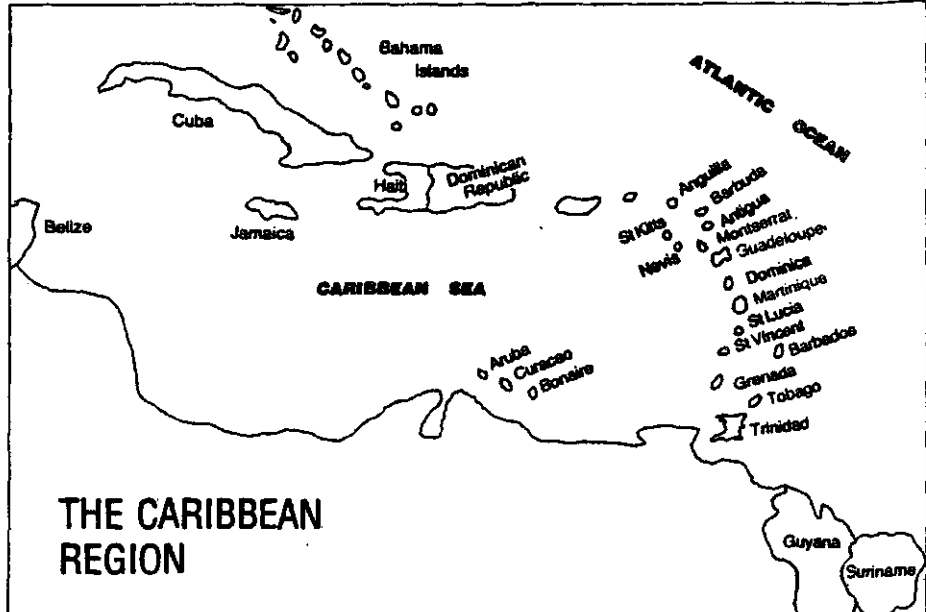 Bahama
Islands
ATLANTIC OCEAN
Cuba
Haiti
Dominican
Republic
Belize
Jamaica
Anguilla
Barbuda
Antigua
St Kitts
Montserrat
Nevis
Guadeloupe
Dominica
CARIBBEAN SEA
Martinique
St Lucia
St Vincent
Barbados
Aruba
Curacao
Bonaire
Grenada
Tobago
Trinidad
THE CARIBBEAN
REGION
Guyana
Suriname